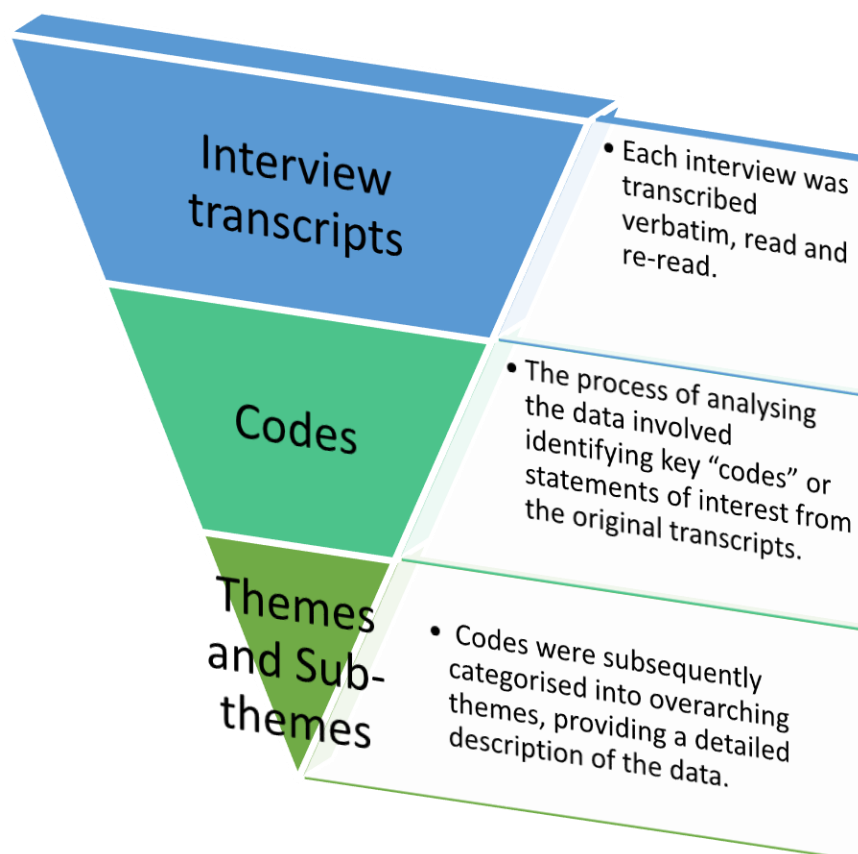 Interview
transcripts
• Each interview was
transcribed
verbatim, read and
re-read.
Codes
• The process of analysing
the data involved
identifying key “codes” or
statements of interest from
the original transcripts.
Themes
and Sub-
themes
• Codes were subsequently
categorised into overarching
themes, providing a detailed
description of the data.